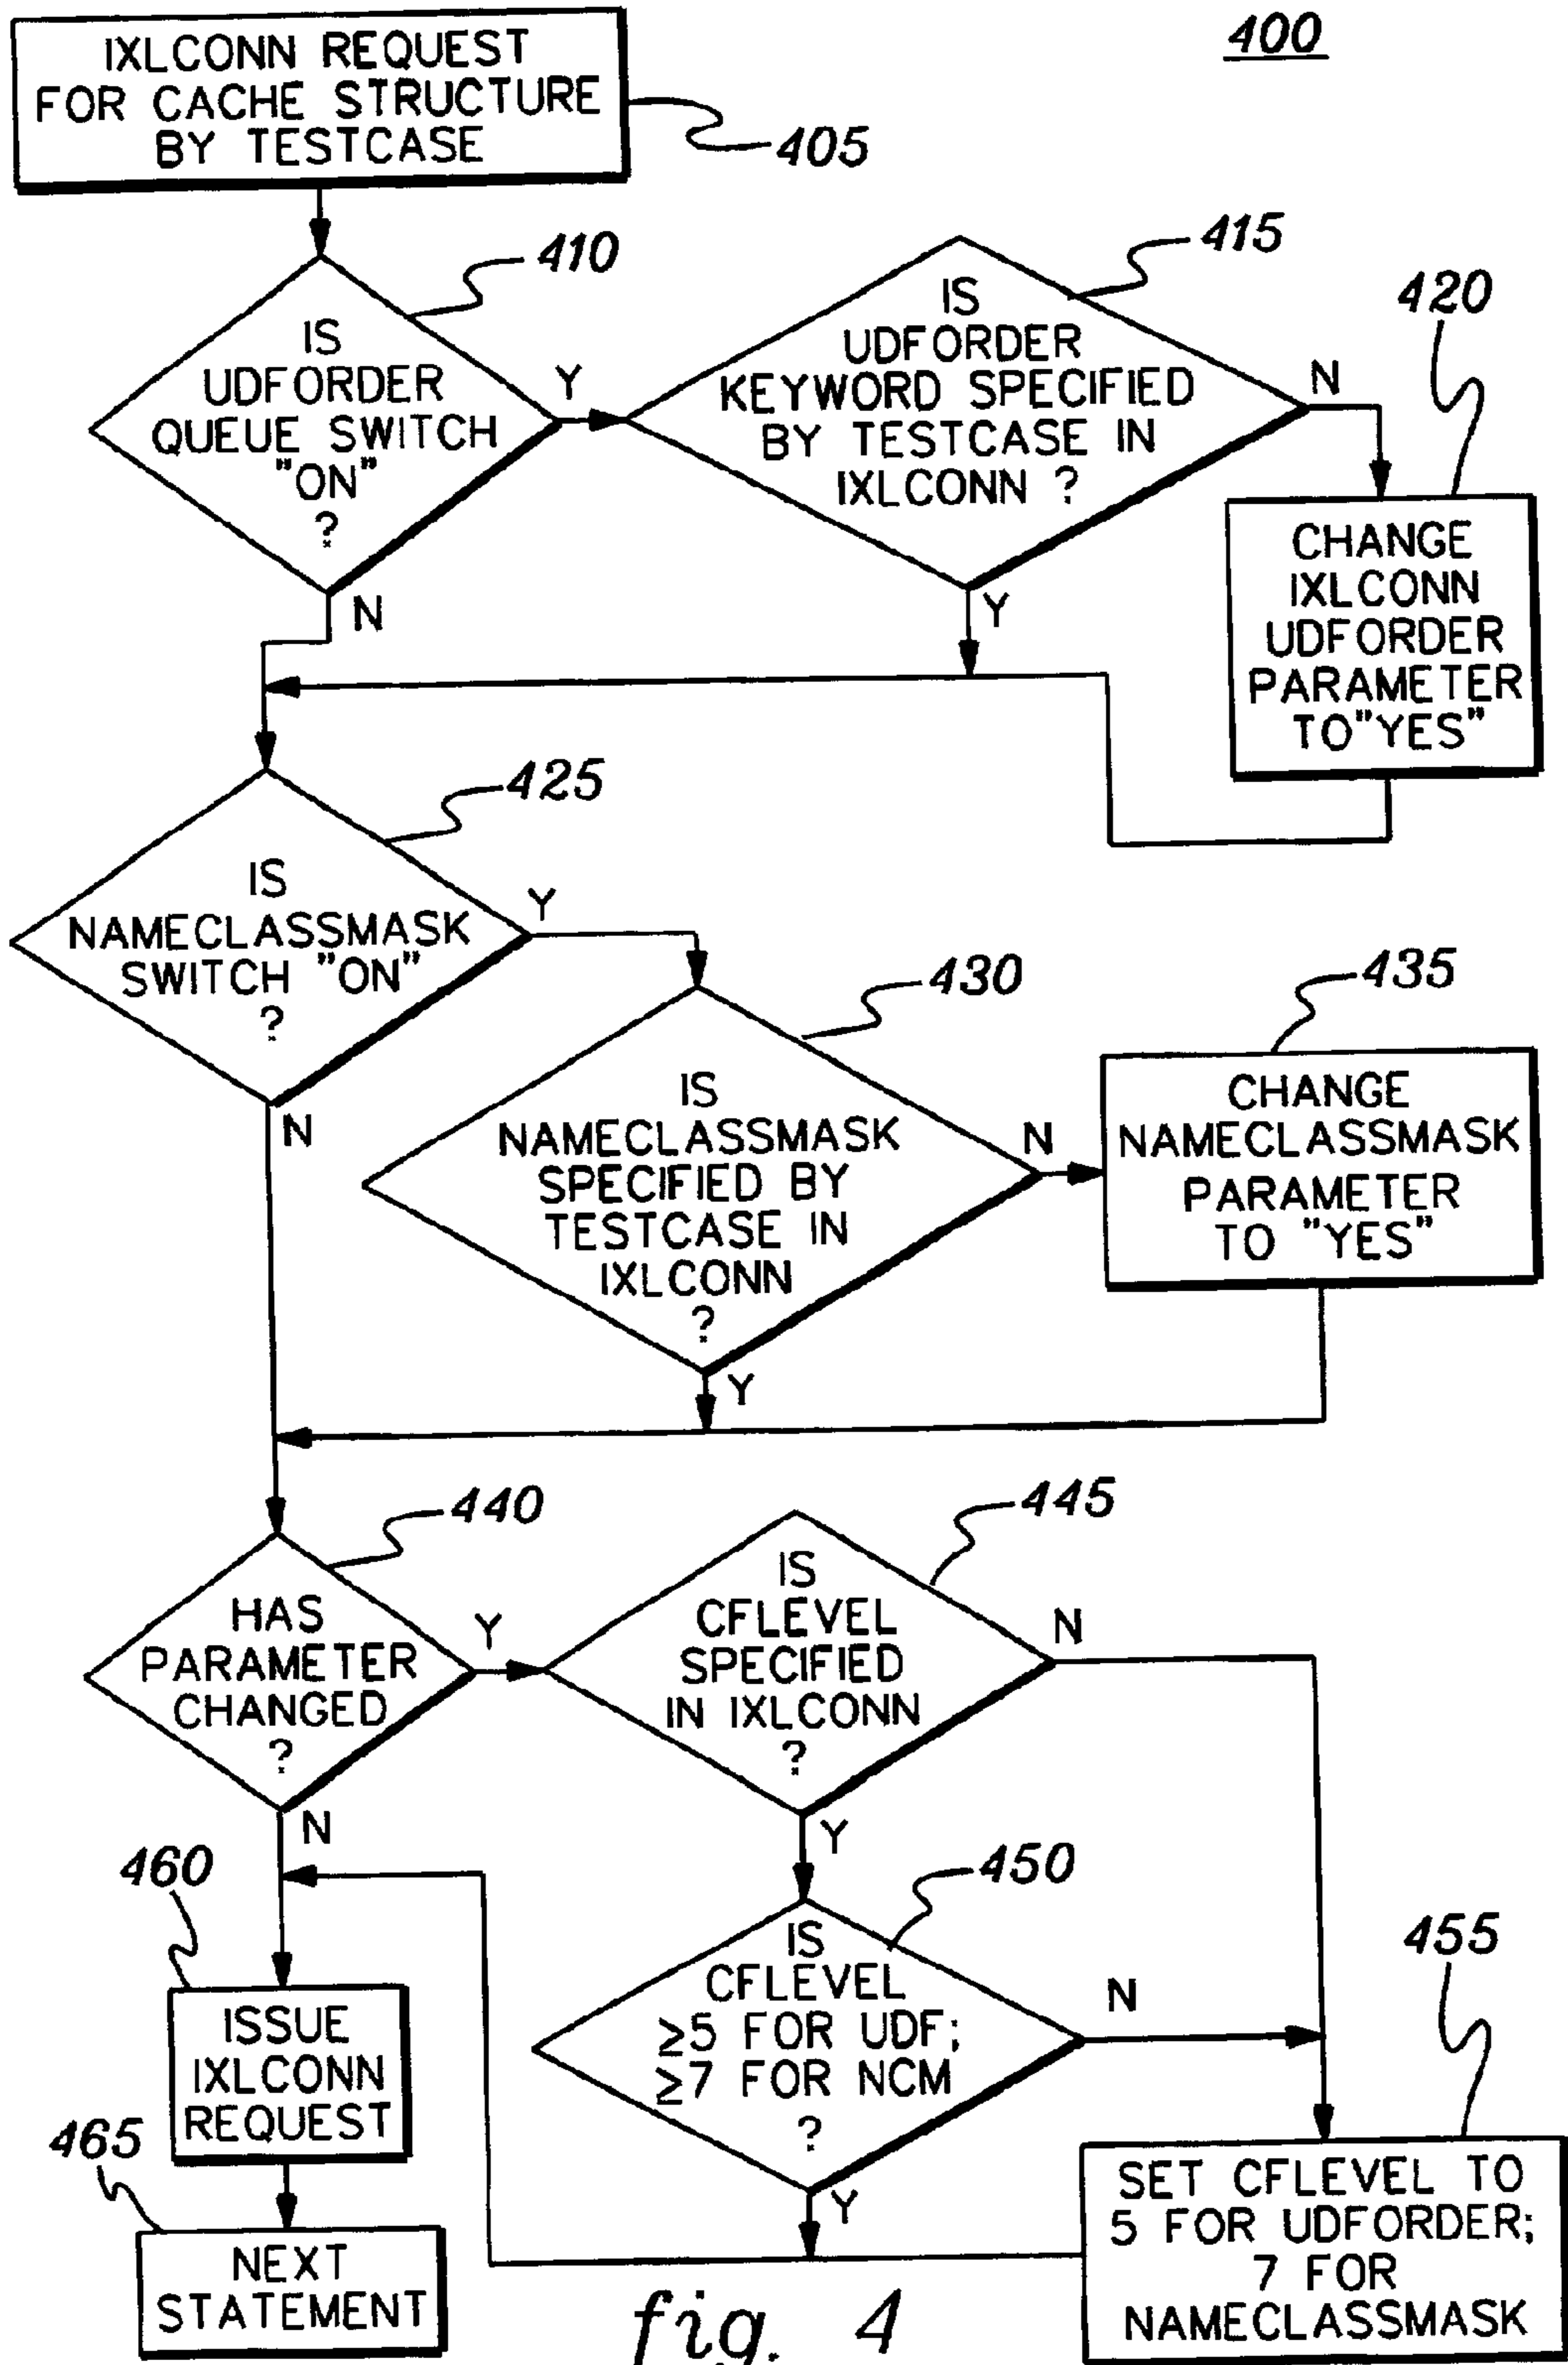 400
IXLCONN REQUEST
FOR CACHE STRUCTURE
BY TESTCASE
405
410
IS
UDFORDER
QUEUE SWITCH
"ON"
?
Y
N
415
IS
UDFORDER
KEYWORD SPECIFIED
BY TESTCASE IN
IXLCONN ?
N
Y
420
CHANGE
IXLCONN
UDFORDER
PARAMETER
TO"YES"
425
IS
NAMECLASSMASK
SWITCH "ON"
?
Y
N
430
IS
NAMECLASSMASK
SPECIFIED BY
TESTCASE IN
IXLCONN
?
N
Y
435
CHANGE
NAMECLASSMASK
PARAMETER
TO "YES"
440
HAS
PARAMETER
CHANGED
?
Y
N
445
IS
CFLEVEL
SPECIFIED
IN IXLCONN
?
N
Y
450
IS
CFLEVEL
≥5 FOR UDF;
≥7 FOR NCM
?
N
Y
455
SET CFLEVEL TO
5 FOR UDFORDER;
7 FOR
NAMECLASSMASK
460
ISSUE
IXLCONN
REQUEST
465
NEXT
STATEMENT
fig. 4